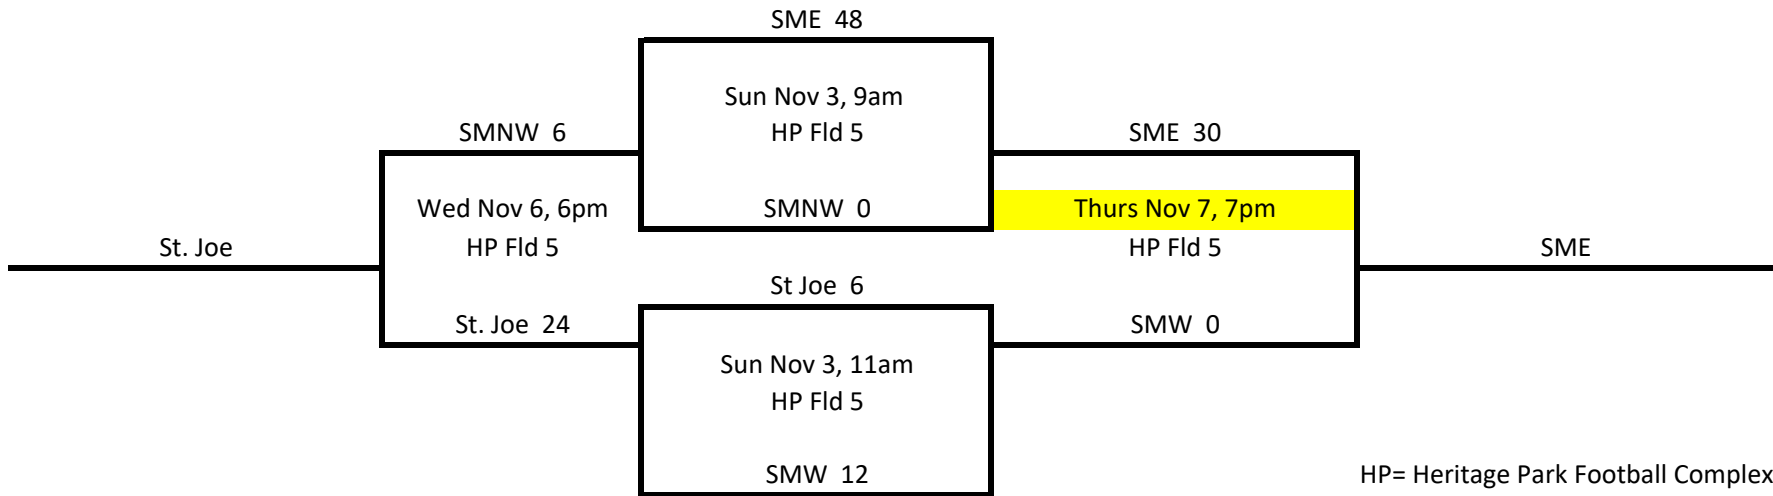 SME 48
Sun Nov 3, 9am
SMNW 6
HP Fld 5
SME 30
Wed Nov 6, 6pm
SMNW 0
Thurs Nov 7, 7pm
St. Joe
HP Fld 5
HP Fld 5
SME
St Joe 6
St. Joe 24
SMW 0
Sun Nov 3, 11am
HP Fld 5
SMW 12
HP= Heritage Park Football Complex